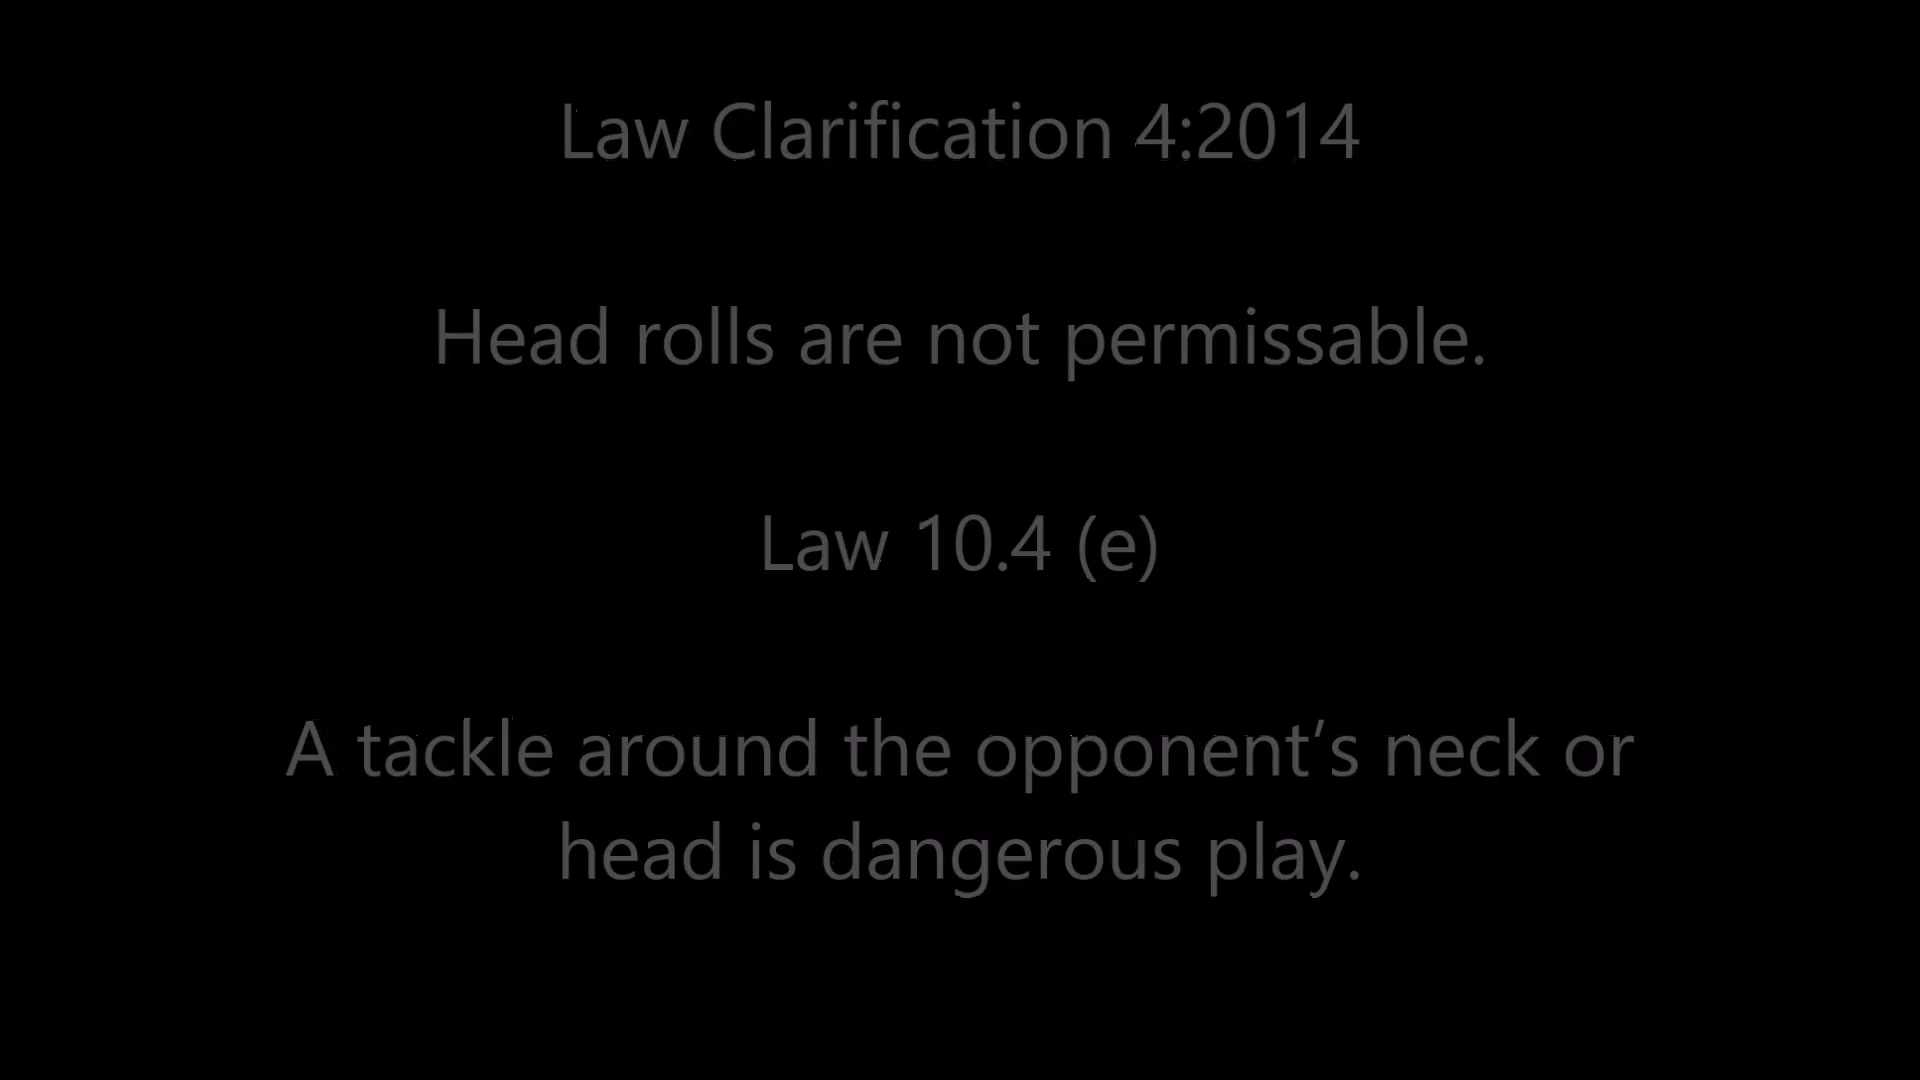 Law Clarification 4:2014
Head rolls are not permissable.
Law 10.4 (e)
A tackle around the opponent’s neck or
head is dangerous play.